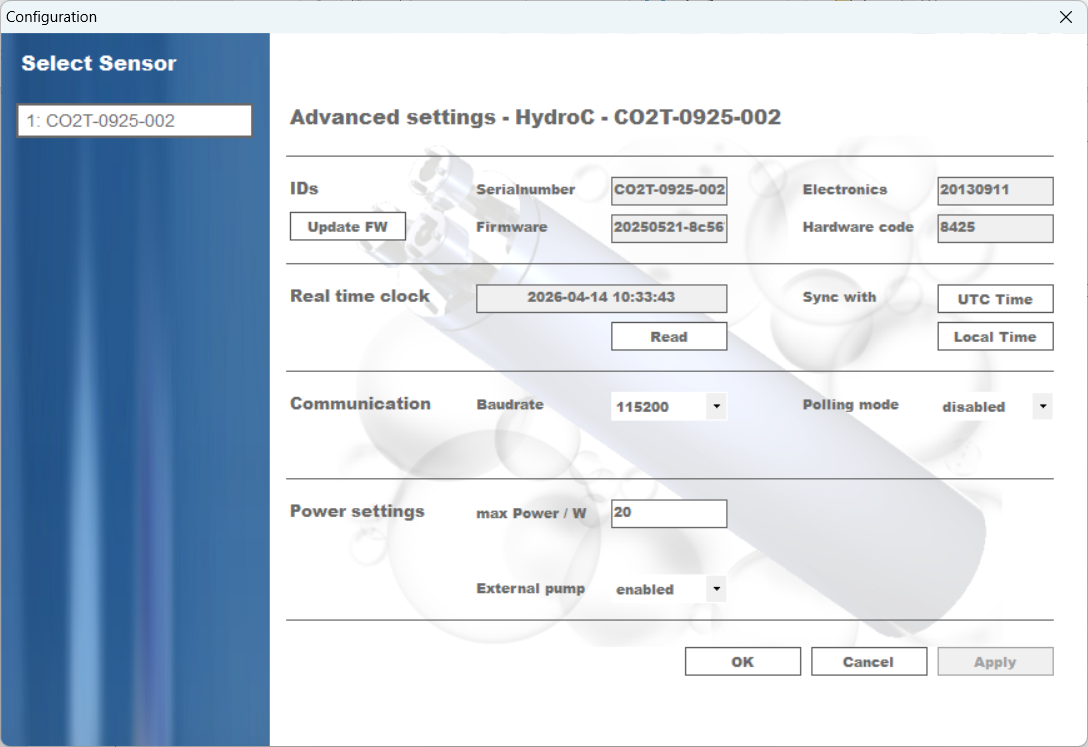 Configuration
Select Sensor
1: CO2T-0925-002
Advanced settings - HydroC - CO2T-0925-002
IDs
Serialnumber
CO2T-0925-002
Electronics
20130911
Update FW
Firmware
20250521-8c56
Hardware code
8425
Real time clock
2026-04-14 10:33:43
Sync with
UTC Time
Read
Local Time
Communication
Baudrate
115200
Polling mode
disabled
Power settings
max Power / W
20
External pump
enabled
OK
Cancel
Apply